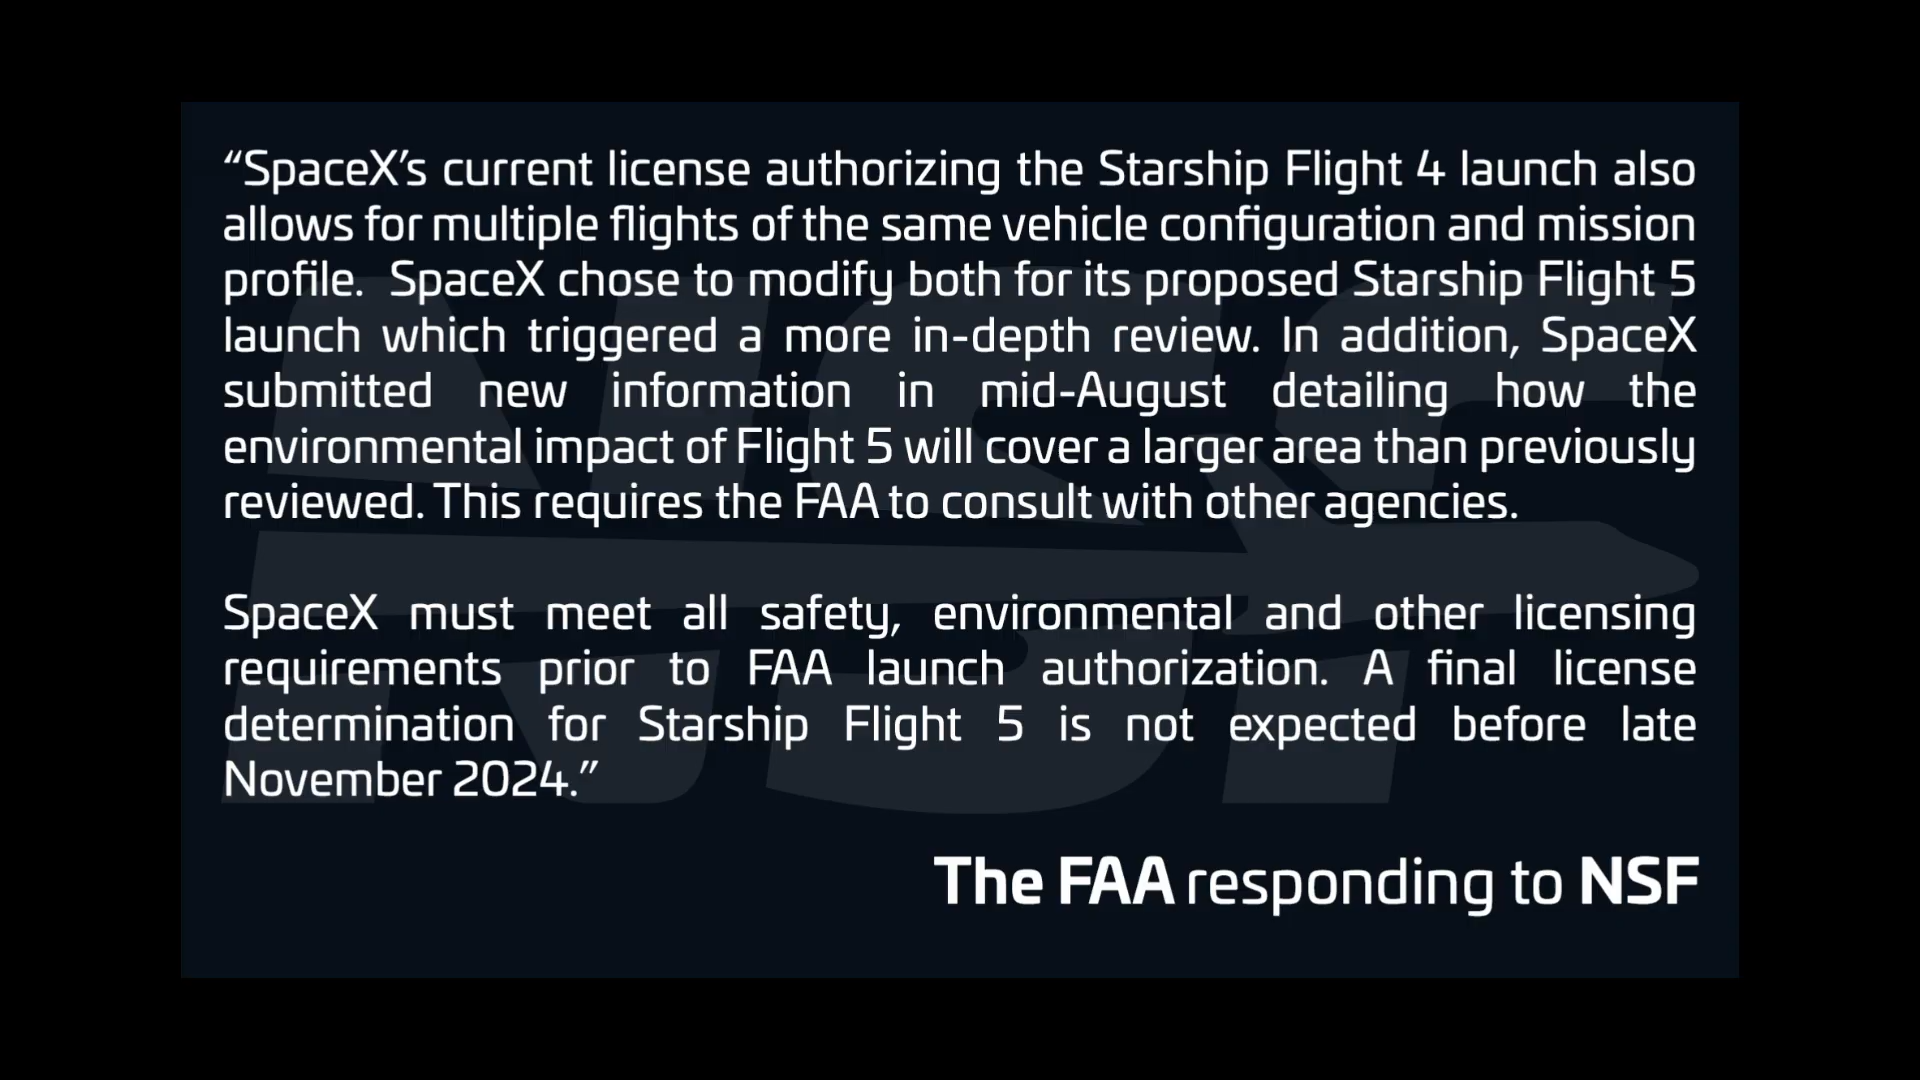 “SpaceX’s current license authorizing the Starship Flight 4 launch also
allows for multiple flights of the same vehicle configuration and mission
profile.  SpaceX chose to modify both for its proposed Starship Flight 5
launch which triggered a more in-depth review. In addition, SpaceX
submitted new information in mid-August detailing how the
environmental impact of Flight 5 will cover a larger area than previously
reviewed. This requires the FAA to consult with other agencies.
SpaceX must meet all safety, environmental and other licensing
requirements prior to FAA launch authorization. A final license
determination for Starship Flight 5 is not expected before late
November 2024.”
The FAA responding to NSF